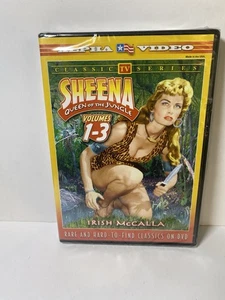 ALPHA VIDEO
CLASSIC TV SERIES
SHEENA
QUEEN OF THE JUNGLE
VOLUMES
1-3
IRISH McCALLA
RARE AND HARD-TO-FIND CLASSICS ON DVD